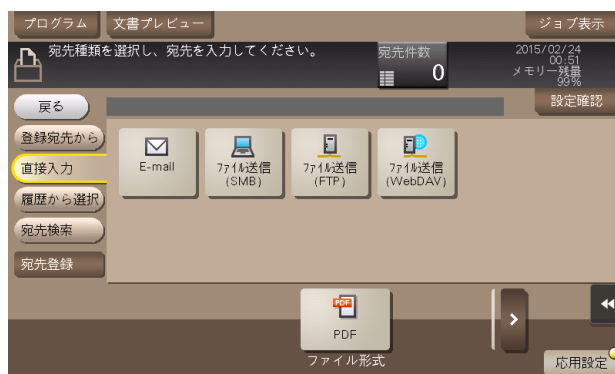 プログラム
文書プレビュー
ジョブ表示
宛先種類を選択し、宛先を入力してください。
宛先件数
0
2015/02/24
00:51
メモリー残量
99%
戻る
設定確認
登録宛先から
直接入力
履歴から選択
宛先検索
宛先登録
E-mail
ファイル送信
(SMB)
ファイル送信
(FTP)
ファイル送信
(WebDAV)
PDF
PDF
ファイル形式
応用設定